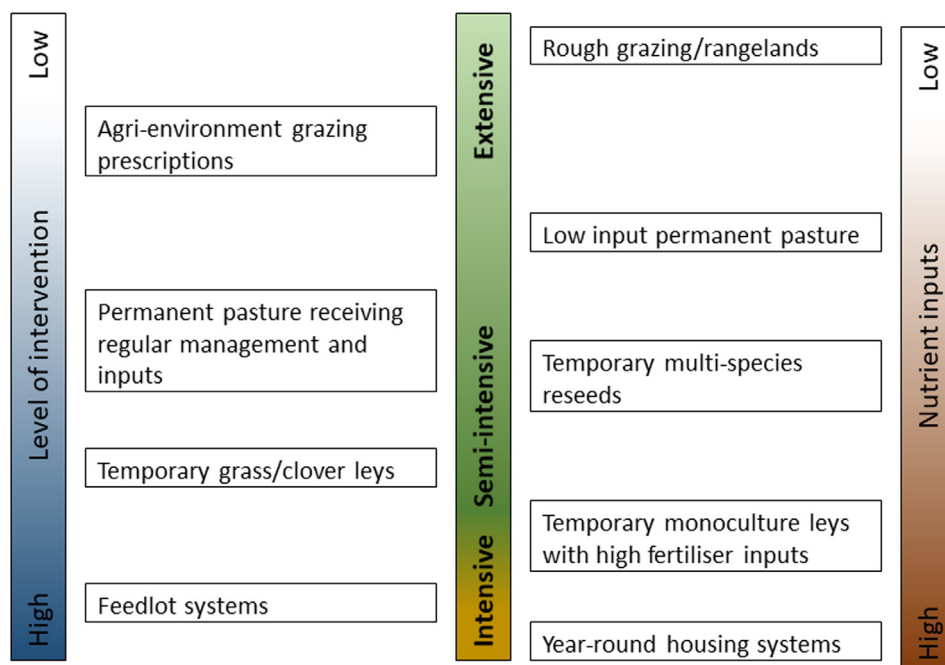 Low
Level of intervention
High
Agri-environment grazing
prescriptions
Permanent pasture receiving
regular management and
inputs
Temporary grass/clover leys
Feedlot systems
Extensive
Semi-intensive
Intensive
Rough grazing/rangelands
Low input permanent pasture
Temporary multi-species
reseeds
Temporary monoculture leys
with high fertiliser inputs
Year-round housing systems
Low
Nutrient inputs
High